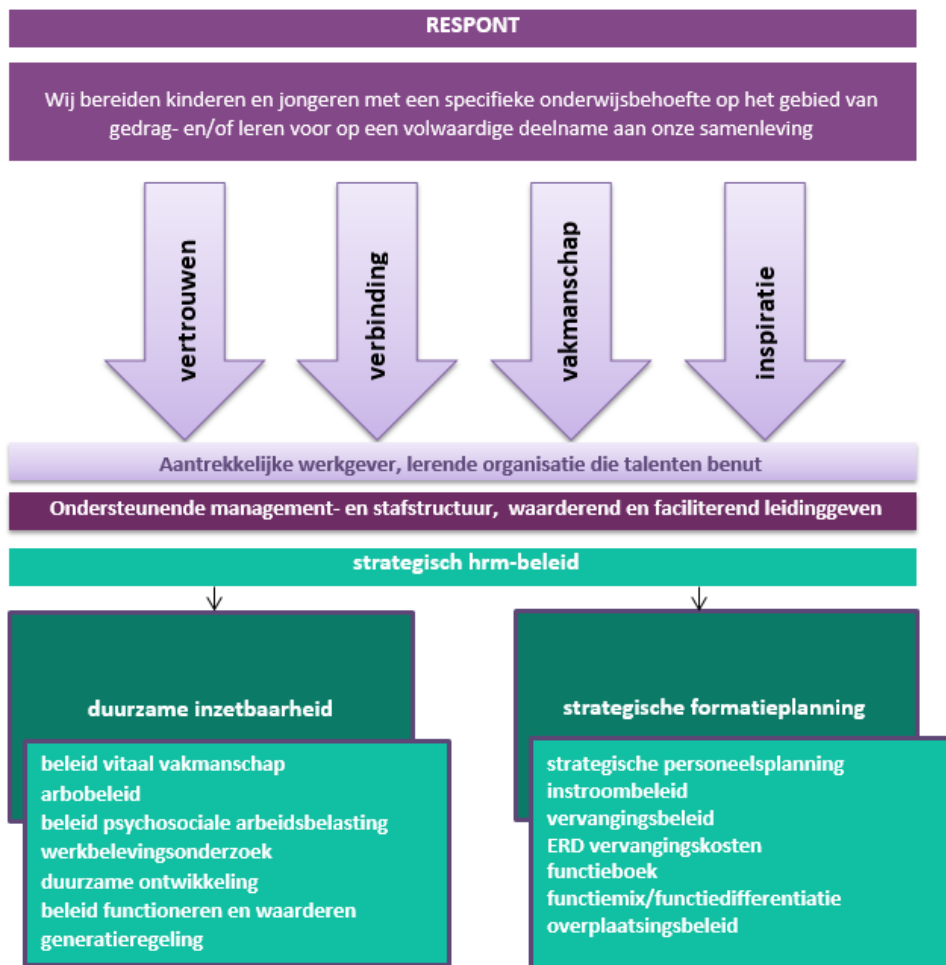 RESPONT
Wij bereiden kinderen en jongeren met een specifieke onderwijsbehoefte op het gebied van
gedrag- en/of leren voor op een volwaardige deelname aan onze samenleving
vertrouwen
verbinding
vakmanschap
inspiratie
Aantrekkelijke werkgever, lerende organisatie die talenten benut
Ondersteunende management- en stafstructuur, waarderend en faciliterend leidinggeven
strategisch hrm-beleid
duurzame inzetbaarheid
beleid vitaal vakmanschap
arbobeleid
beleid psychosociale arbeidsbelasting
werkbelevingsonderzoek
duurzame ontwikkeling
beleid functioneren en waarderen
generatieregeling
strategische formatieplanning
strategische personeelsplanning
instroombeleid
vervangingsbeleid
ERD vervangingskosten
functieboek
functiemix/functiedifferentiatie
overplaatsingsbeleid